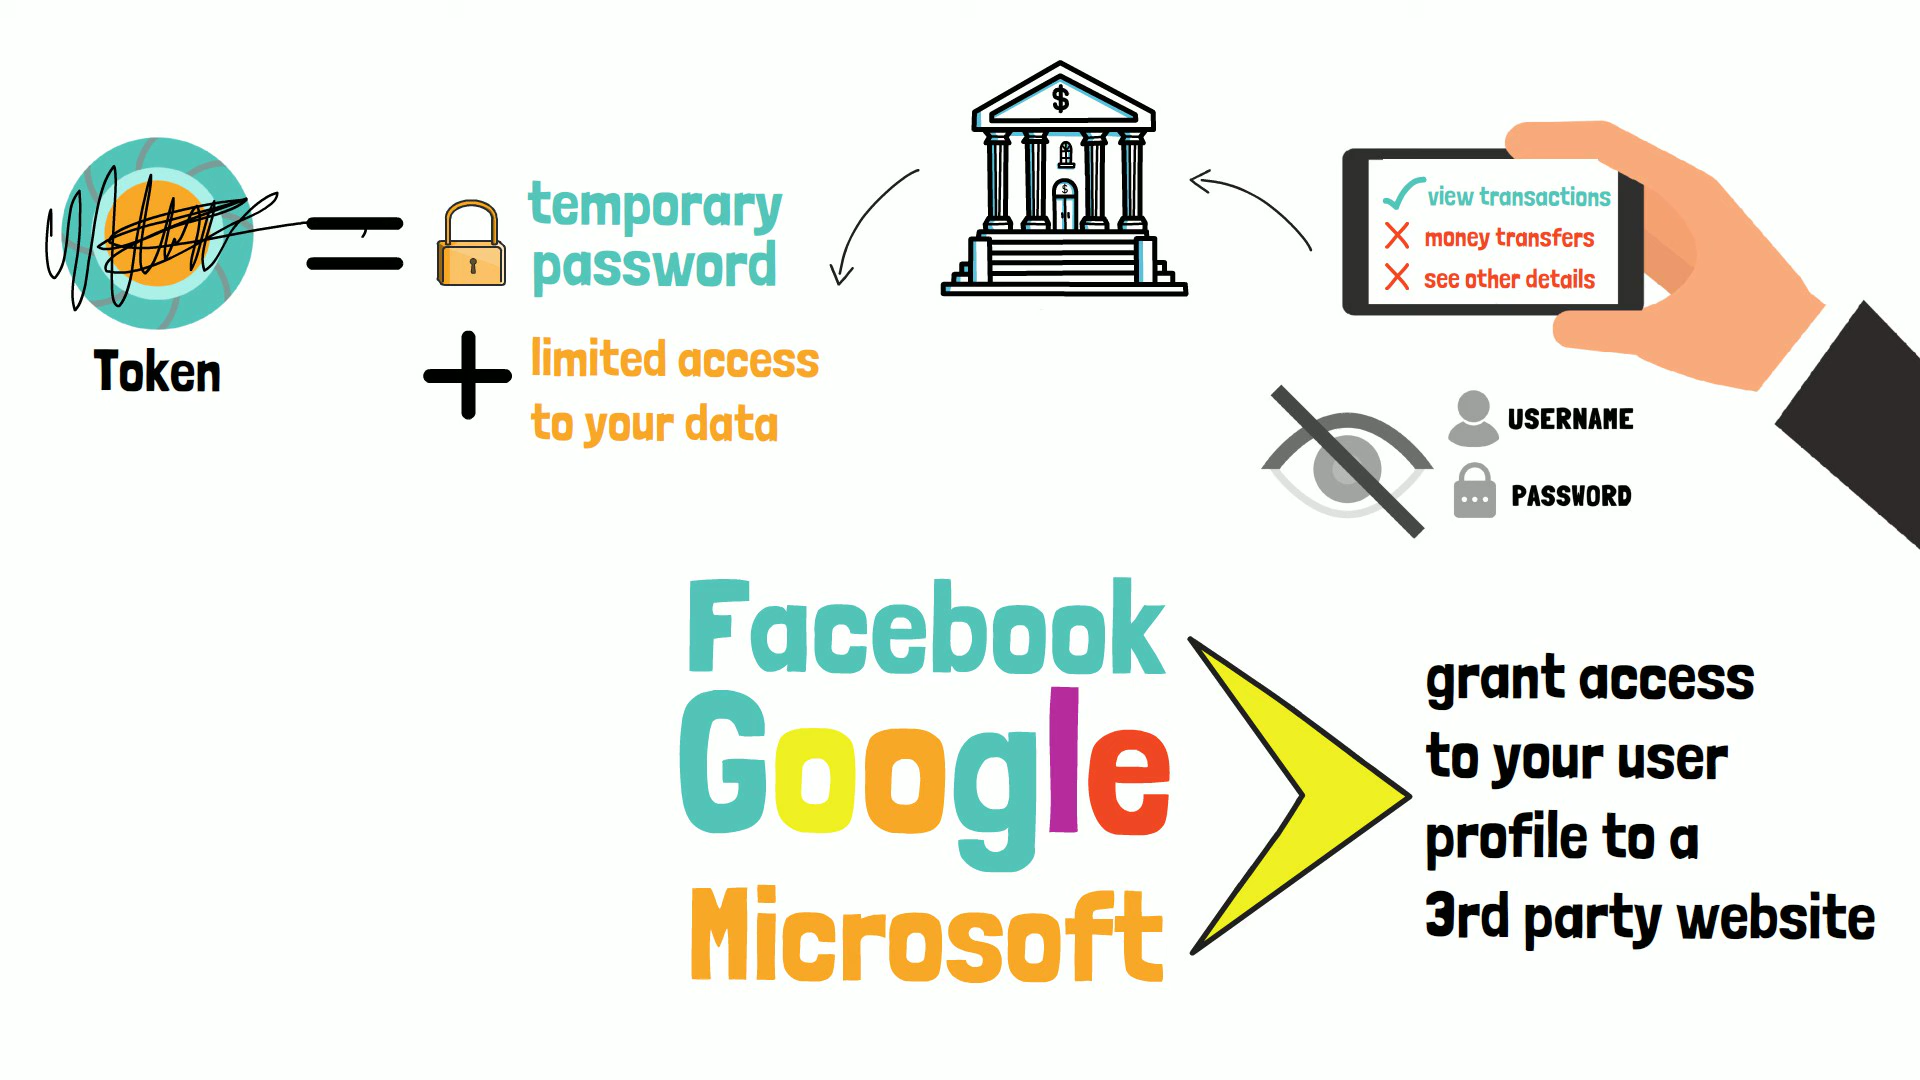 Token
temporary
password
limited access
to your data
$
$
view transactions
money transfers
see other details
USERNAME
PASSWORD
Facebook
Google
Microsoft
grant access
to your user
profile to a
3rd party website